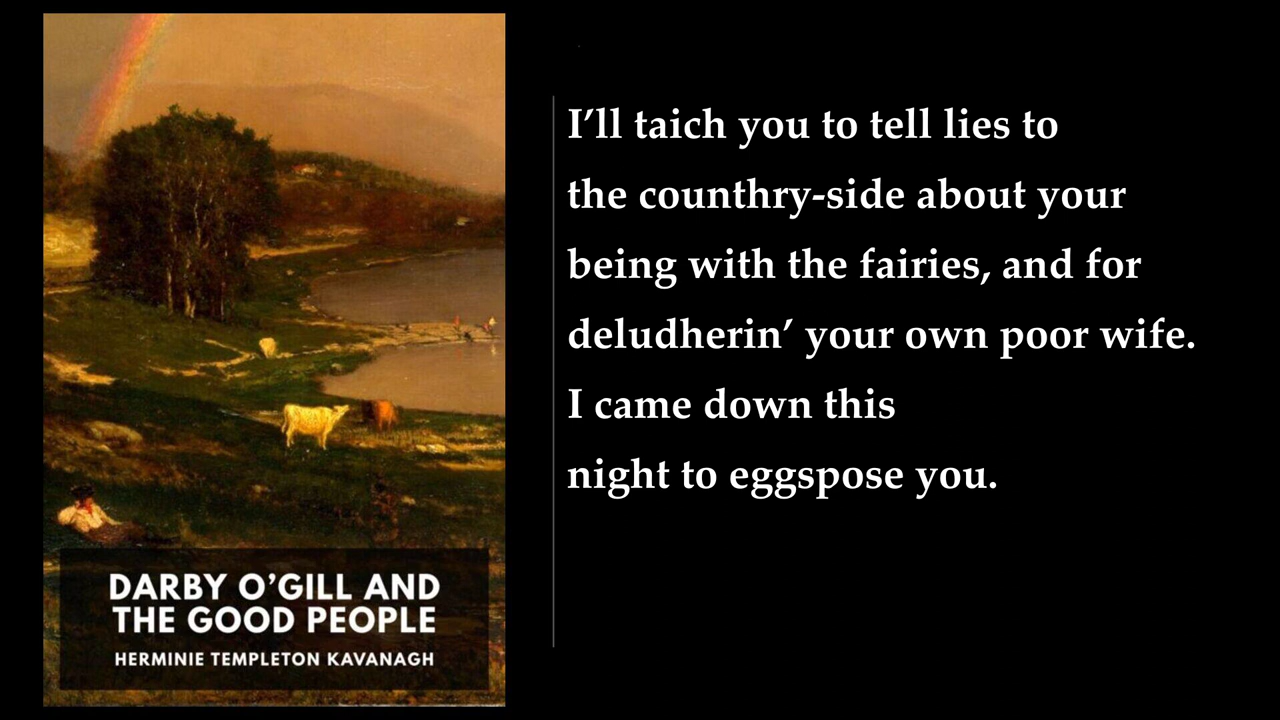 I’ll taich you to tell lies to
the counthry-side about your
being with the fairies, and for
deludherin’ your own poor wife.
I came down this
night to eggspose you.
DARBY O’GILL AND
THE GOOD PEOPLE
HERMINIE TEMPLETON KAVANAGH